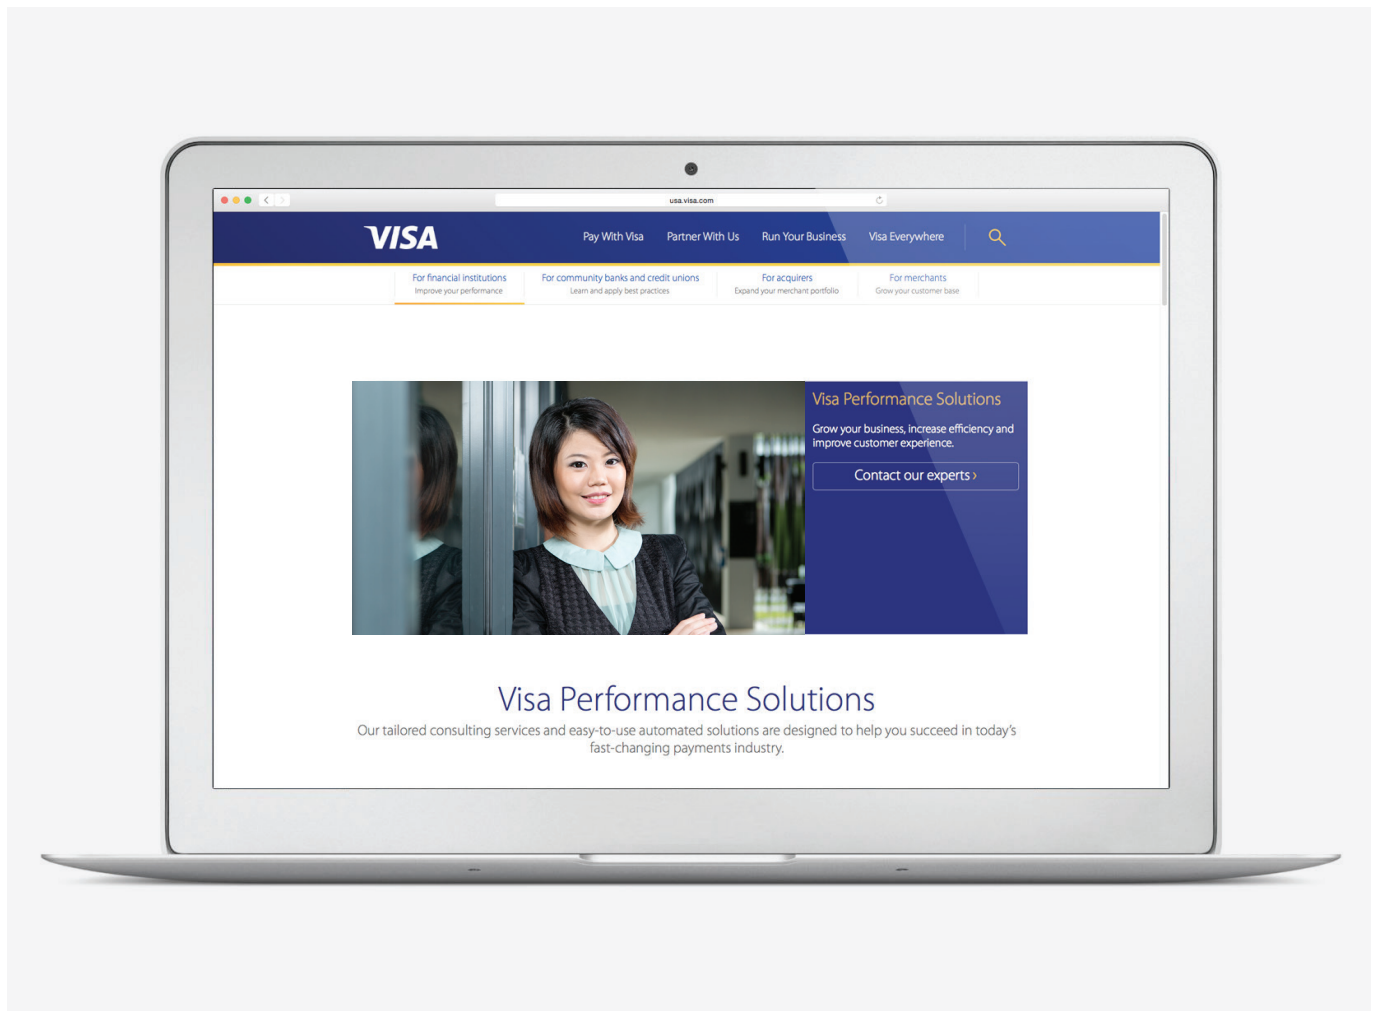 usa.visa.com
VISA
Pay With Visa
Partner With Us
Run Your Business
Visa Everywhere
For financial institutions
Improve your performance
For community banks and credit unions
Learn and apply best practices
For acquirers
Expand your merchant portfolio
For merchants
Grow your customer base
Visa Performance Solutions
Grow your business, increase efficiency and
improve customer experience.
Contact our experts ›
Visa Performance Solutions
Our tailored consulting services and easy-to-use automated solutions are designed to help you succeed in today’s
fast-changing payments industry.